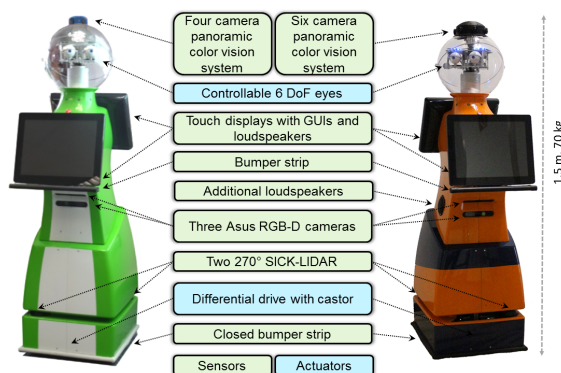 Four camera
panoramic
color vision
system
Six camera
panoramic
color vision
system
Controllable 6 DoF eyes
Touch displays with GUIs and
loudspeakers
Bumper strip
Additional loudspeakers
Three Asus RGB-D cameras
Two 270° SICK-LIDAR
Differential drive with castor
Closed bumper strip
Sensors
Actuators
1.5 m, 70 kg